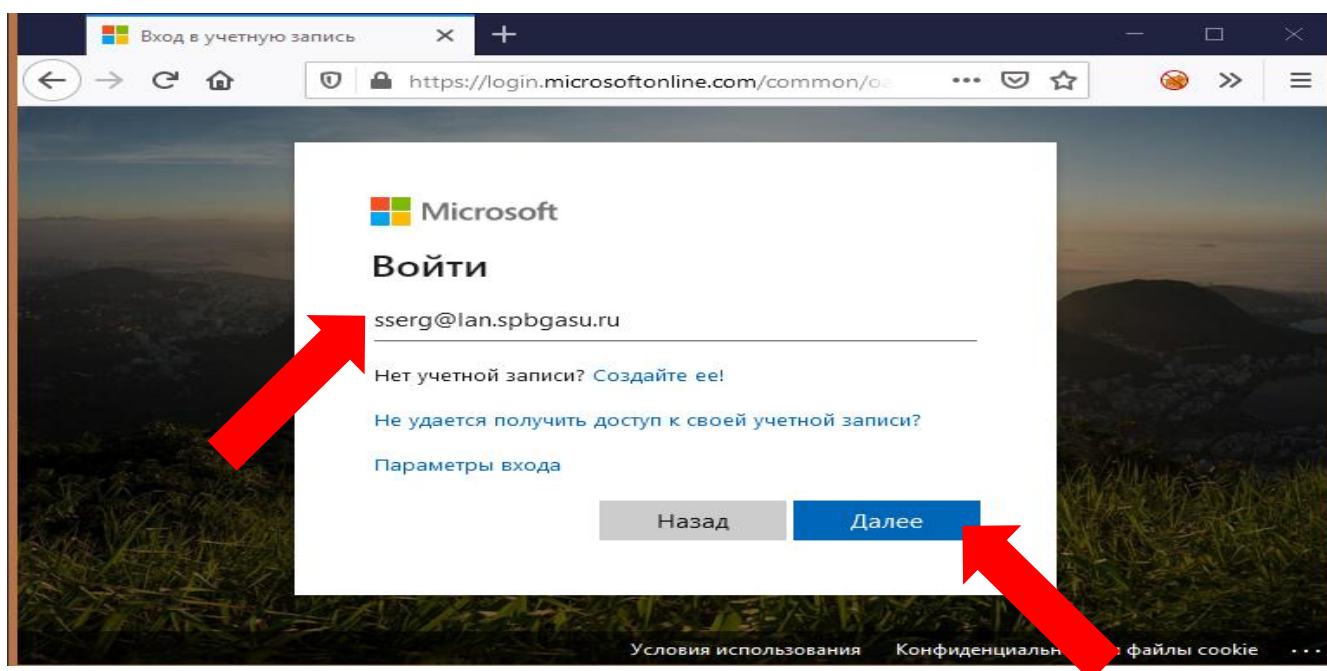 Вход в учетную запись
https://login.microsoftonline.com/common/oa
Microsoft
Войти
sserg@lan.spbgasu.ru
Нет учетной записи? Создайте ее!
Не удается получить доступ к своей учетной записи?
Параметры входа
Назад Далее
Условия использования файлы cookie ...